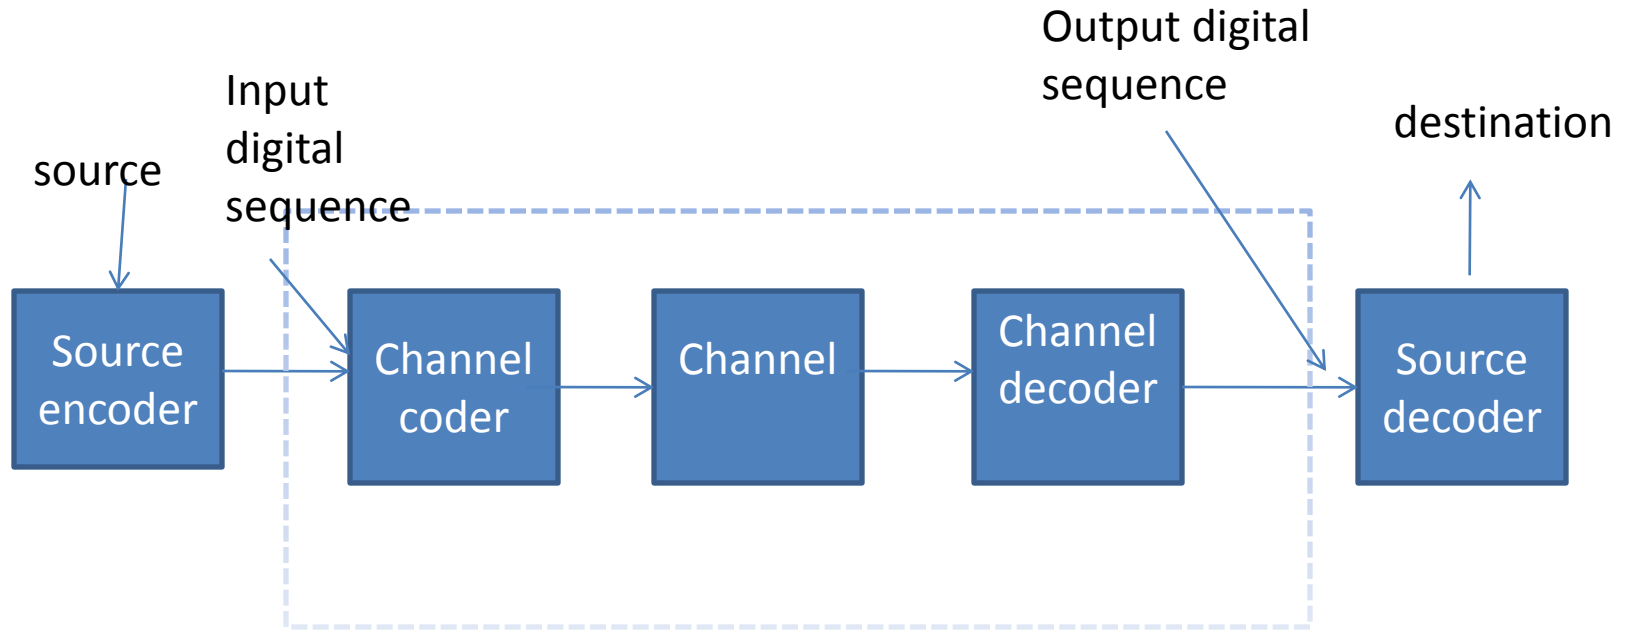 source
Input
digital
sequence
Output digital
sequence
destination
Source
encoder
Channel
coder
Channel
Channel
decoder
Source
decoder